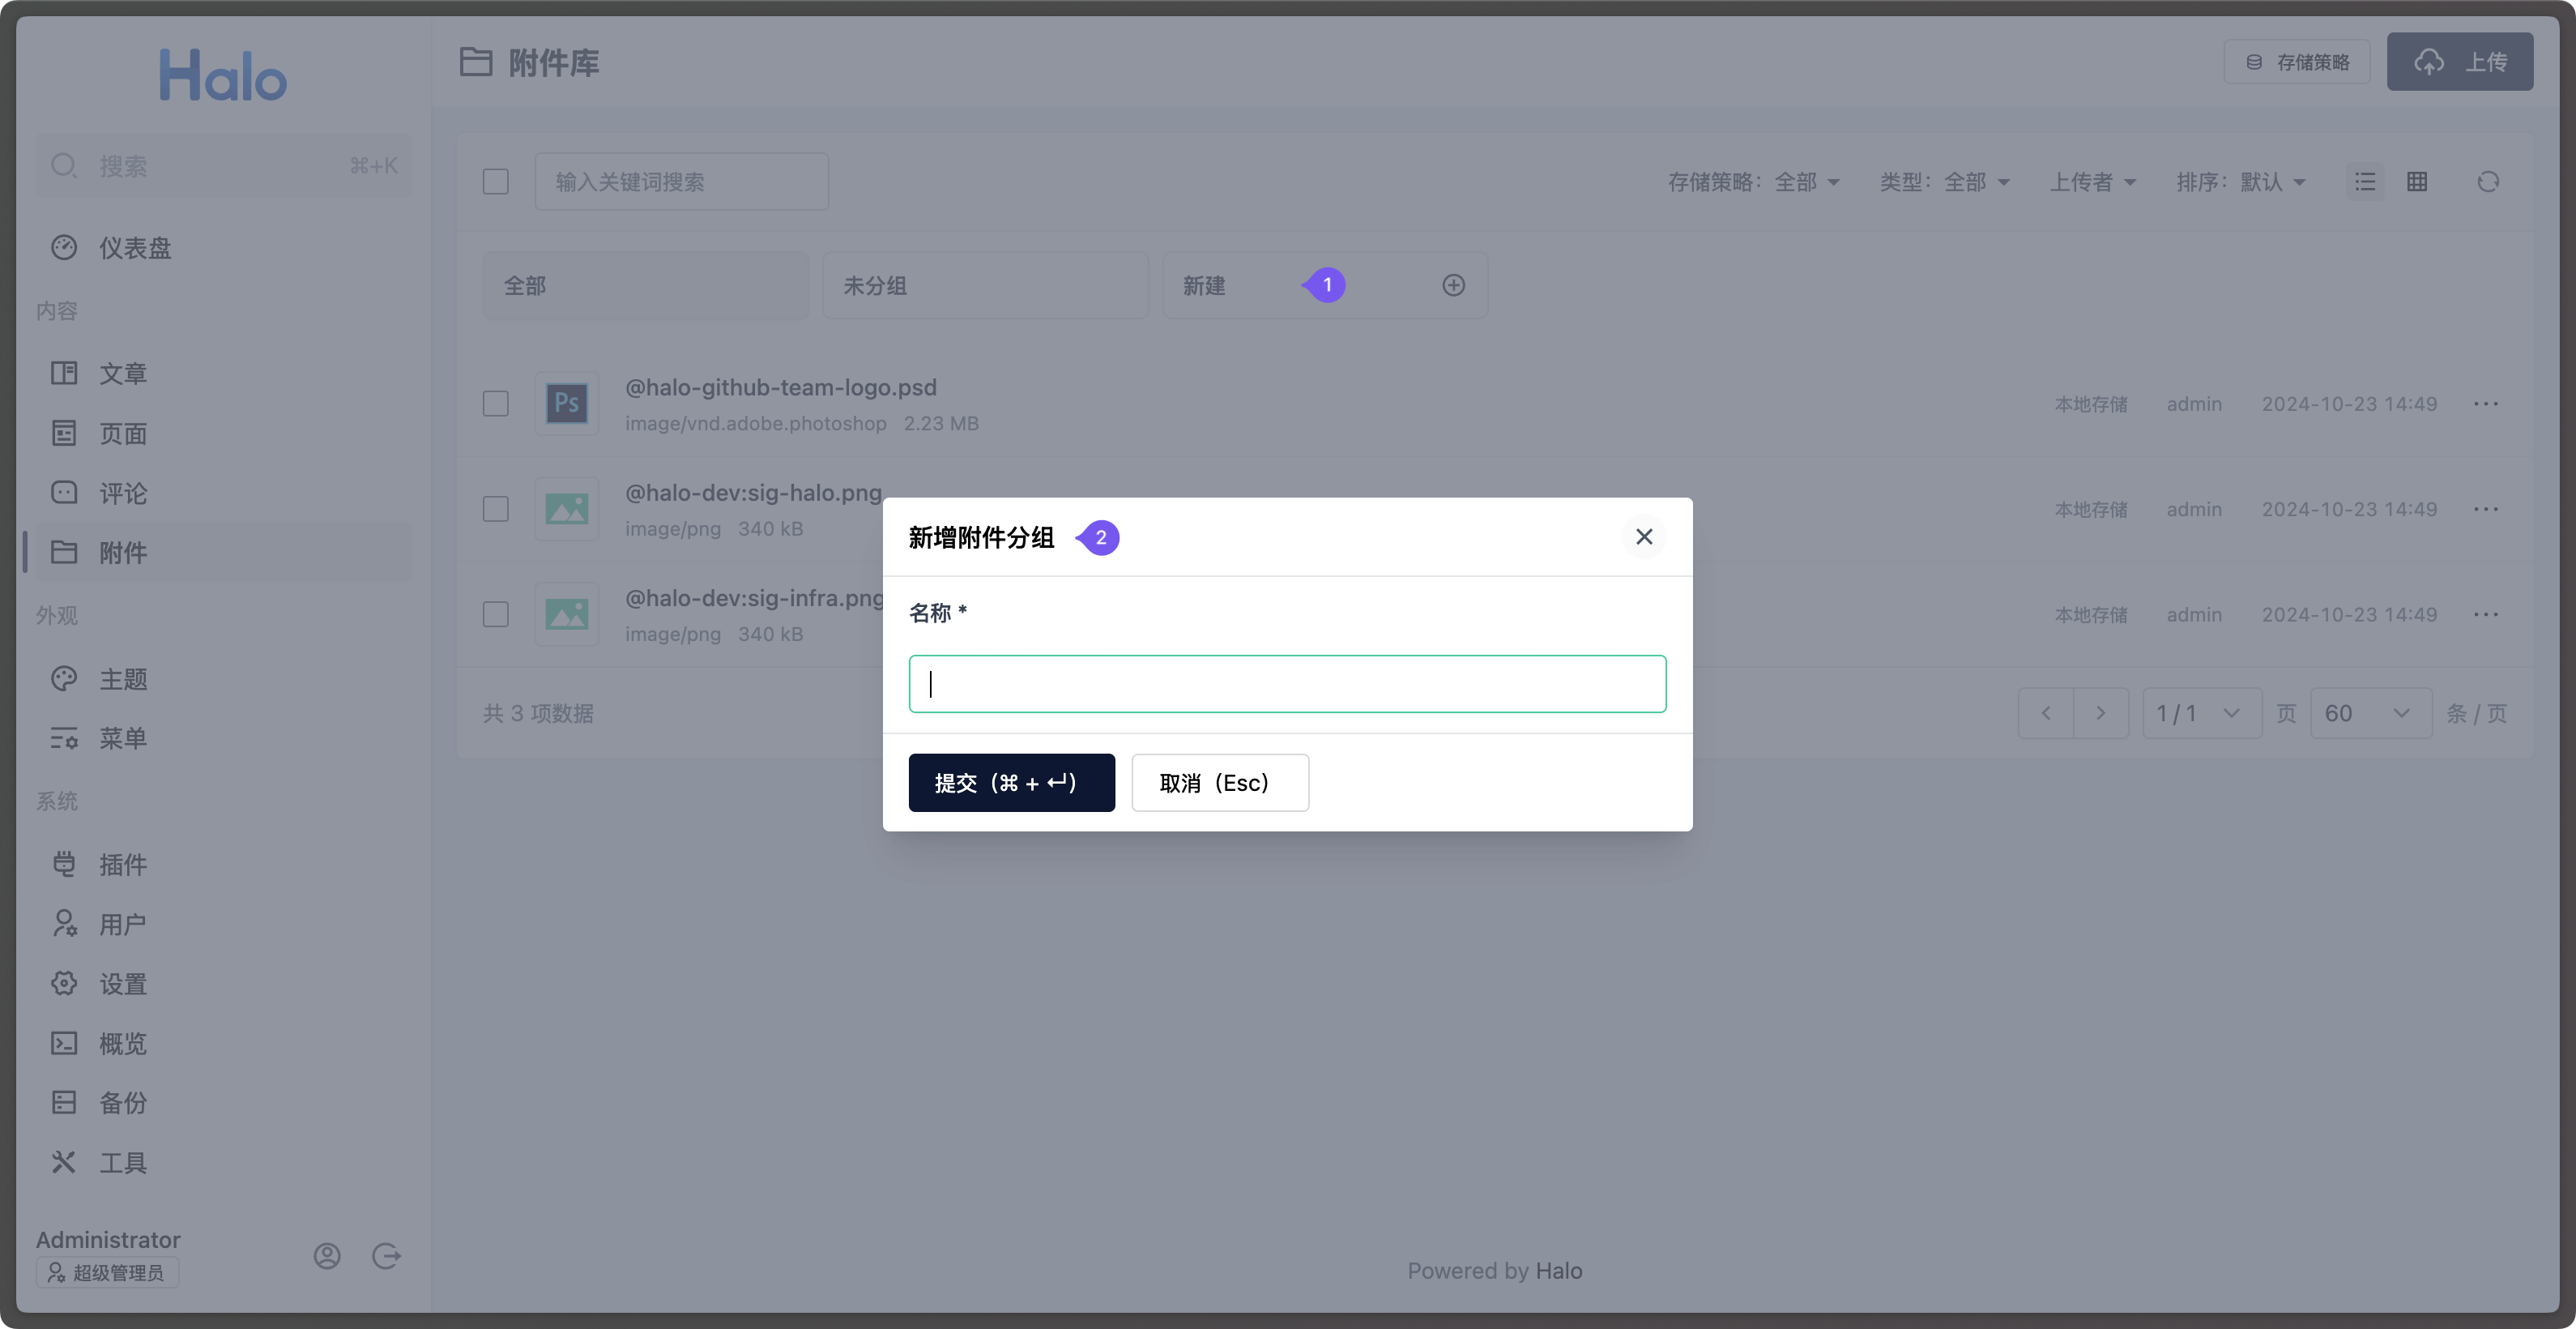 Halo
搜索 ⌘+K
仪表盘
内容
文章
页面
评论
附件
外观
主题
菜单
系统
插件
用户
设置
概览
备份
工具
Administrator
超级管理员
附件库
存储策略 上传
输入关键词搜索 存储策略：全部 类型：全部 上传者 排序：默认
全部 未分组 新建 1
Ps @halo-github-team-logo.psd
image/vnd.adobe.photoshop 2.23 MB
本地存储 admin 2024-10-23 14:49
@halo-dev:sig-halo.png
image/png 340 kB
本地存储 admin 2024-10-23 14:49
@halo-dev:sig-infra.png
image/png 340 kB
本地存储 admin 2024-10-23 14:49
共 3 项数据 1 / 1 页 60 条 / 页
新增附件分组 2
名称 *
提交（⌘ + ↵） 取消（Esc）
Powered by Halo